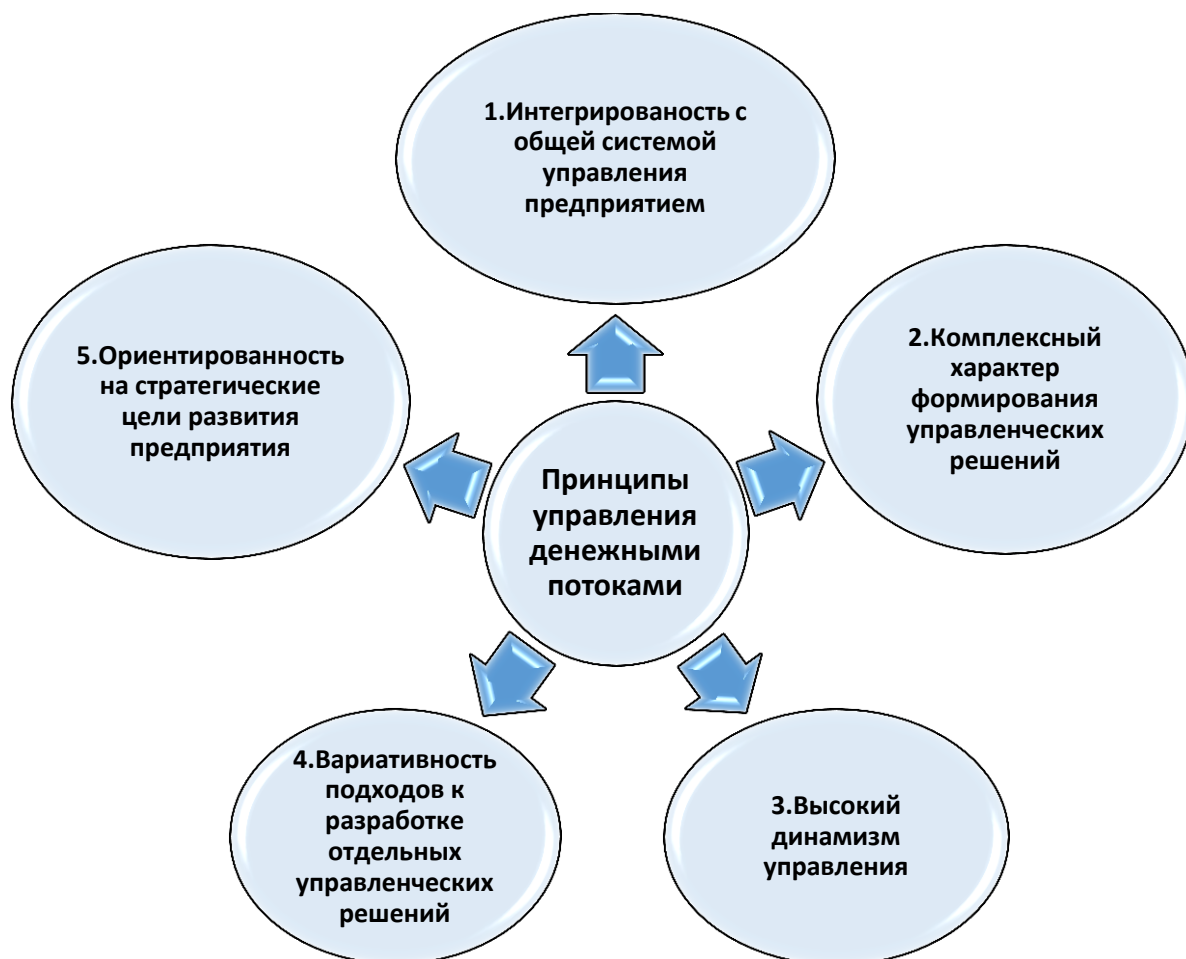 1.Интегрированость с
общей системой
управления
предприятием
2.Комплексный
характер
формирования
управленческих
решений
3.Высокий
динамизм
управления
4.Вариативность
подходов к
разработке
отдельных
управленческих
решений
5.Ориентированность
на стратегические
цели развития
предприятия
Принципы
управления
денежными
потоками